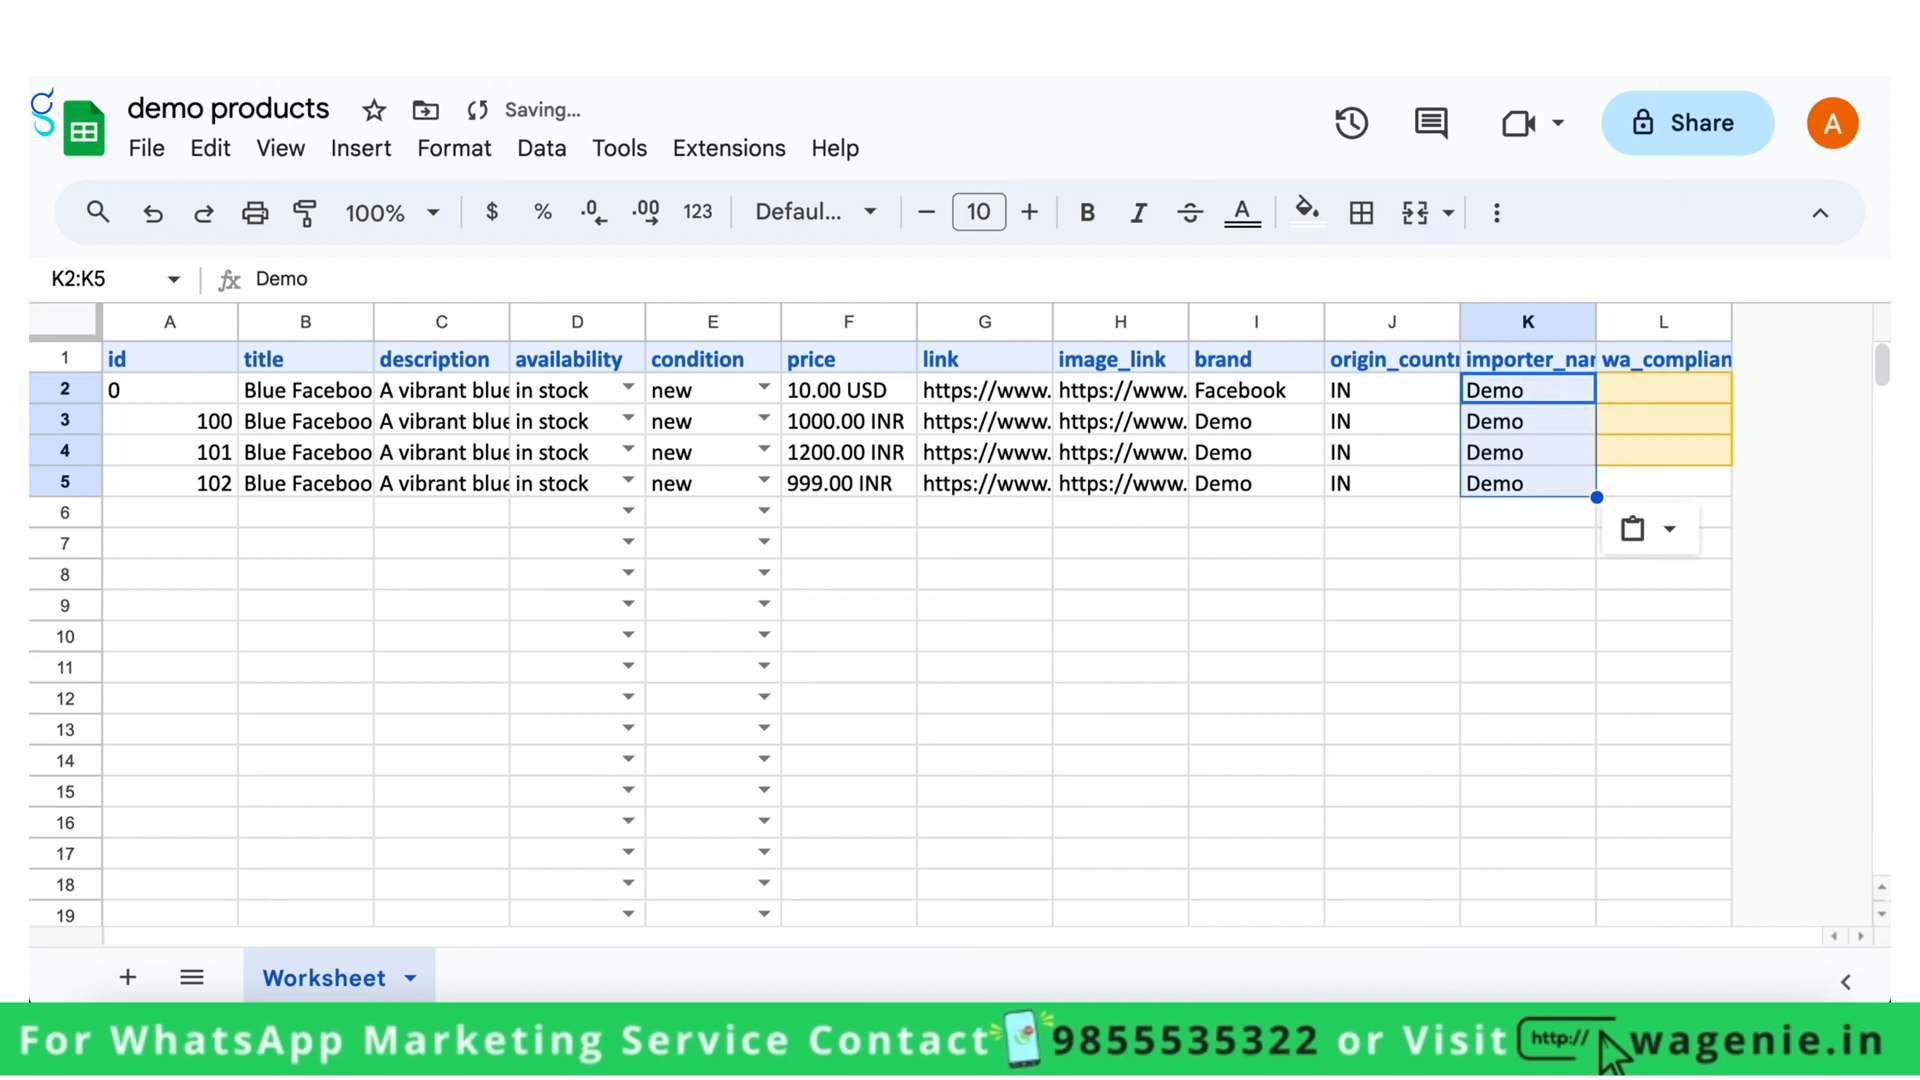 demo products Saving...
File Edit View Insert Format Data Tools Extensions Help
Share A
100% $ % .0 .00 123 Defaul... 10 B I S A
K2:K5 fx Demo
A B C D E F G H I J K L
1 id title description availability condition price link image_link brand origin_countr importer_nar wa_complian
2 0 Blue Faceboo A vibrant blue in stock new 10.00 USD https://www. https://www. Facebook IN Demo
3 100 Blue Faceboo A vibrant blue in stock new 1000.00 INR https://www. https://www. Demo IN Demo
4 101 Blue Faceboo A vibrant blue in stock new 1200.00 INR https://www. https://www. Demo IN Demo
5 102 Blue Faceboo A vibrant blue in stock new 999.00 INR https://www. https://www. Demo IN Demo
6
7
8
9
10
11
12
13
14
15
16
17
18
19
Worksheet
For WhatsApp Marketing Service Contact 9855535322 or Visit http:// wagenie.in